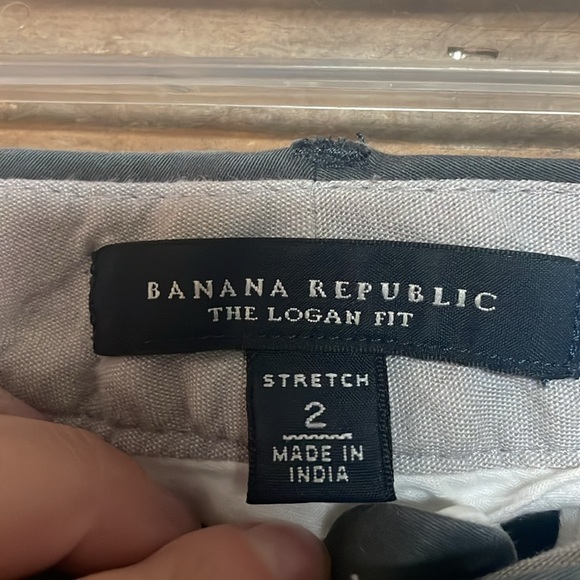 BANANA REPUBLIC
THE LOGAN FIT
STRETCH
2
MADE IN
INDIA